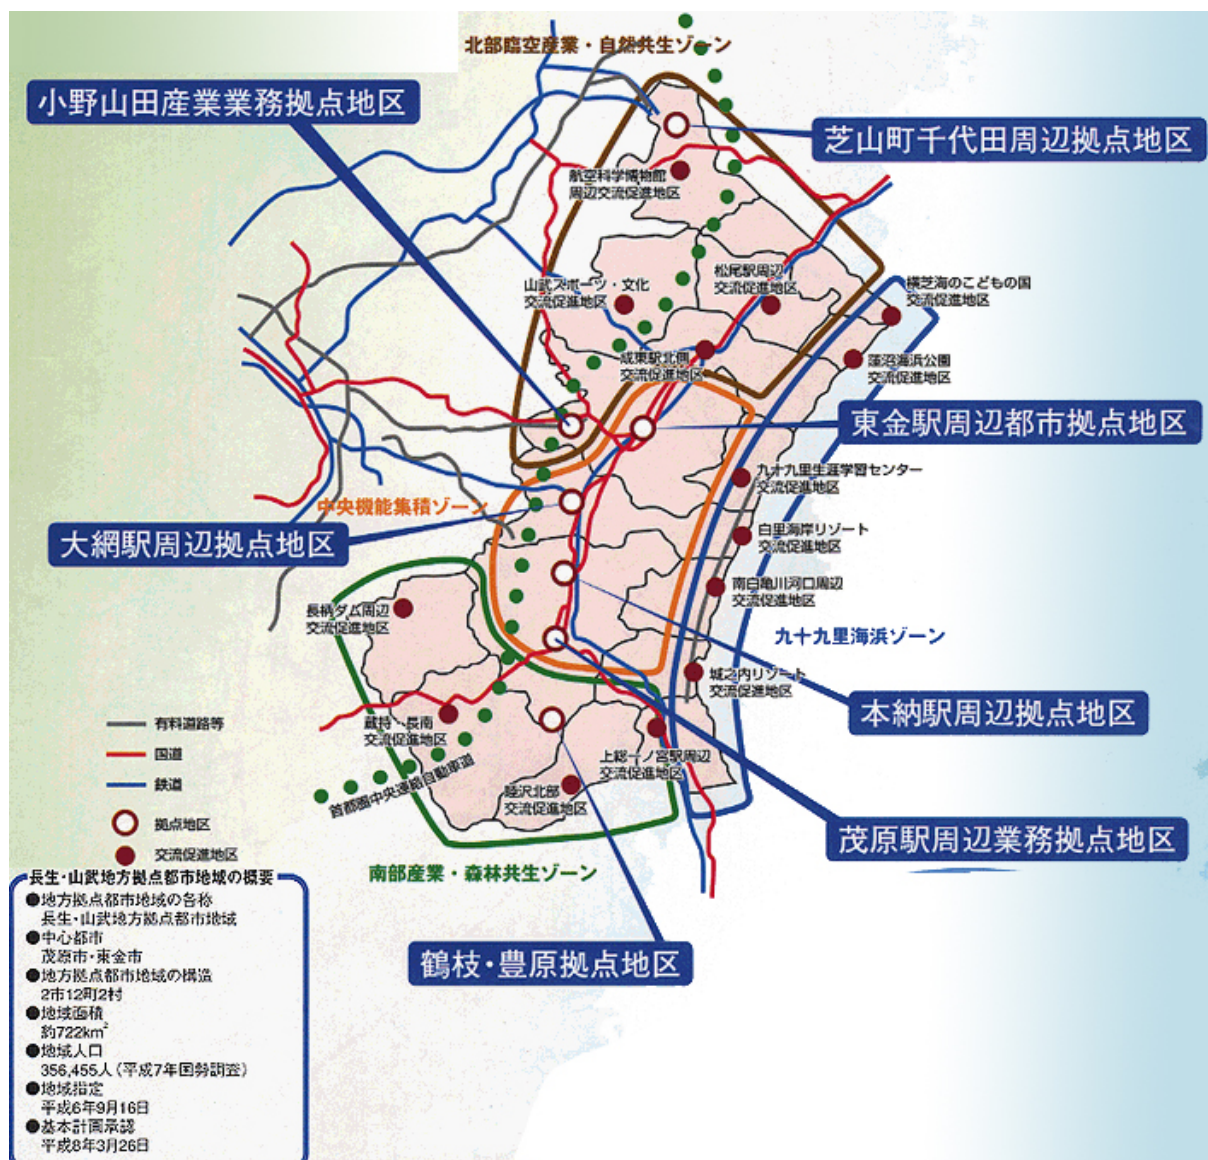 北部臨空産業・自然共生ゾーン
小野山田産業業務拠点地区
芝山町千代田周辺拠点地区
航空科学博物館
周辺交流促進地区
山武スポーツ・文化
交流促進地区
松尾駅周辺
交流促進地区
横芝海のこどもの国
交流促進地区
成東駅北側
交流促進地区
蓮沼海浜公園
交流促進地区
東金駅周辺都市拠点地区
九十九里生涯学習センター
交流促進地区
中央機能集積ゾーン
大網駅周辺拠点地区
白里海岸リゾート
交流促進地区
南白亀川河口周辺
交流促進地区
長柄ダム周辺
交流促進地区
九十九里海浜ゾーン
城之内リゾート
交流促進地区
本納駅周辺拠点地区
蔵持・長南
交流促進地区
上総一ノ宮駅周辺
交流促進地区
首都圏中央連絡自動車道
睦沢北部
交流促進地区
茂原駅周辺業務拠点地区
南部産業・森林共生ゾーン
鶴枝・豊原拠点地区
有料道路等
国道
鉄道
拠点地区
交流促進地区
長生・山武地方拠点都市地域の概要
●地方拠点都市地域の名称
長生・山武地方拠点都市地域
●中心都市
茂原市・東金市
●地方拠点都市地域の構造
2市12町2村
●地域面積
約722km²
●地域人口
356,455人(平成7年国勢調査)
●地域指定
平成6年9月16日
●基本計画承認
平成8年3月26日